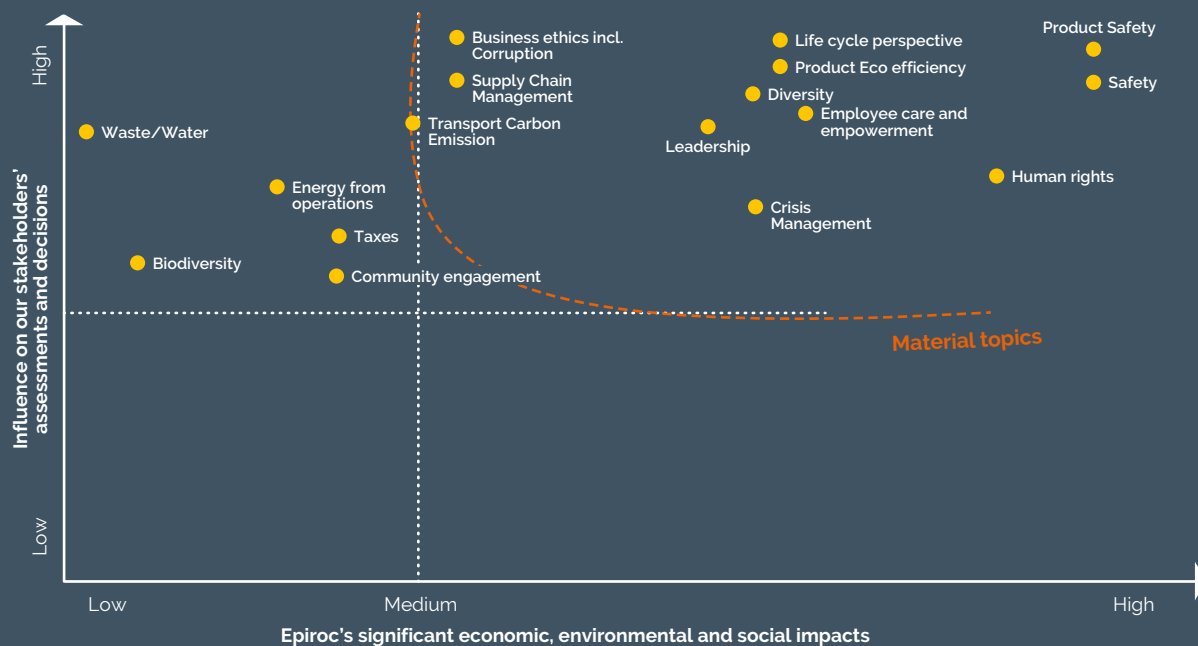 High
Low
Influence on our stakeholders'
assessments and decisions
Business ethics incl.
Corruption
Supply Chain
Management
Transport Carbon
Emission
Waste/Water
Energy from
operations
Taxes
Biodiversity
Community engagement
Life cycle perspective
Product Eco efficiency
Diversity
Employee care and
empowerment
Leadership
Crisis
Management
Product Safety
Safety
Human rights
Material topics
Low
Medium
High
Epiroc's significant economic, environmental and social impacts